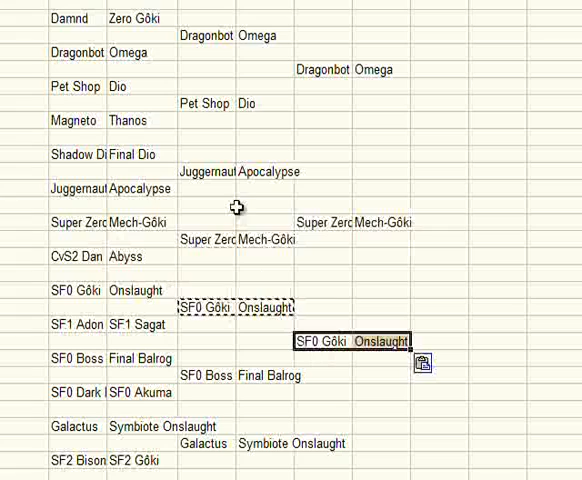 Damnd Zero Gôki
Dragonbot Omega
Dragonbot Omega
Dragonbot Omega
Pet Shop Dio
Pet Shop Dio
Magneto Thanos
Shadow Di Final Dio
Juggernaut Apocalypse
Juggernaut Apocalypse
Super Zero Mech-Gôki
Super Zero Mech-Gôki
Super Zero Mech-Gôki
CvS2 Dan Abyss
SF0 Gôki Onslaught
SF0 Gôki Onslaught
SF1 Adon SF1 Sagat
SF0 Gôki Onslaught
SF0 Boss Final Balrog
SF0 Boss Final Balrog
SF0 Dark SF0 Akuma
Galactus Symbiote Onslaught
Galactus Symbiote Onslaught
SF2 Bison SF2 Gôki